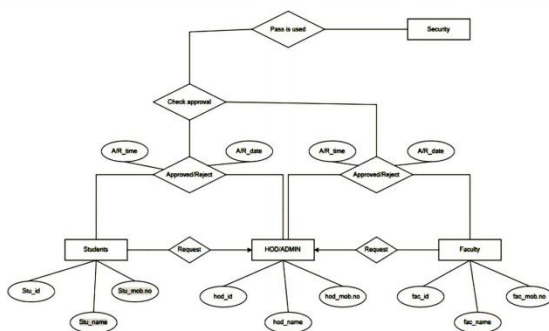 Pass is used
Security
Check approval
A/R_time
A/R_date
A/R_time
A/R_date
Approved/Reject
Approved/Reject
Students
Request
HOD/ADMIN
Request
Faculty
Stu_id
Stu_mob.no
hod_id
hod_mob.no
fac_id
fac_mob.no
Stu_name
hod_name
fac_name